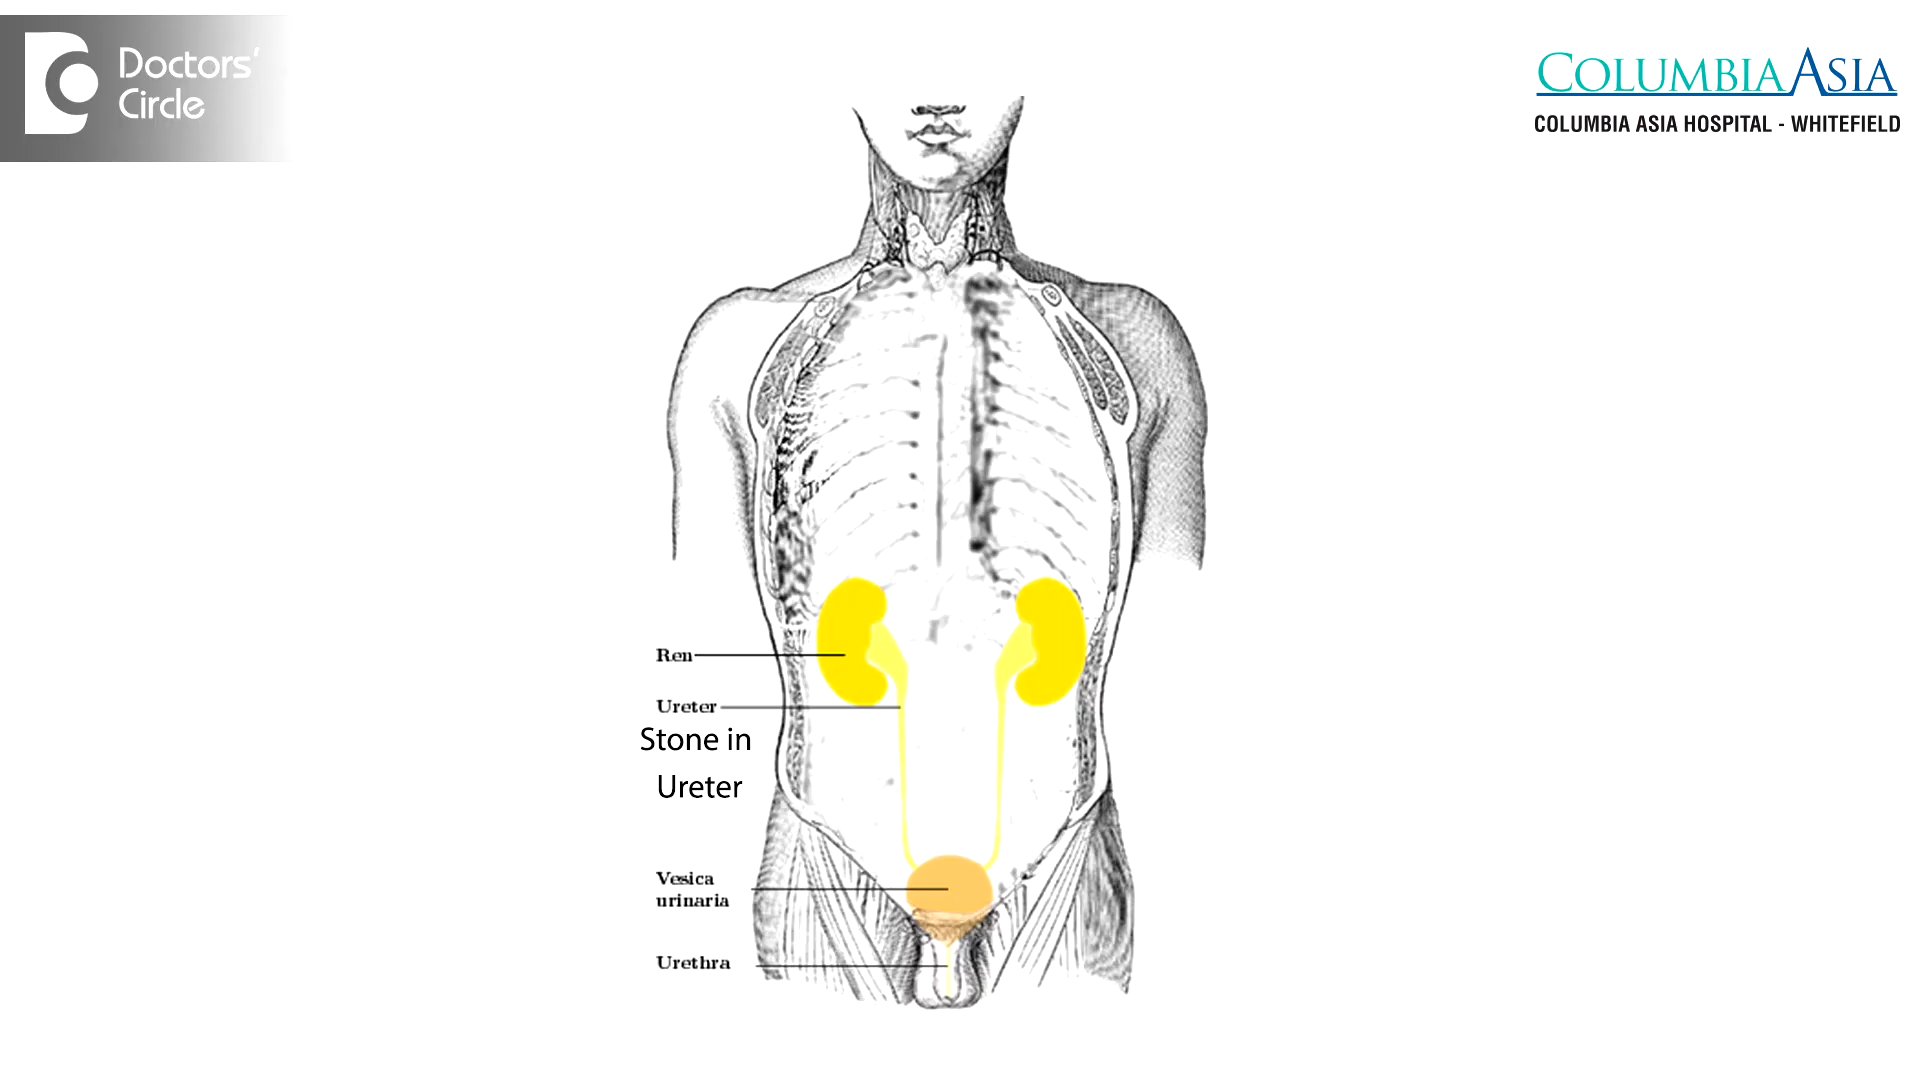 Doctors'
Circle
COLUMBIA ASIA
COLUMBIA ASIA HOSPITAL - WHITEFIELD
Ren
Ureter
Stone in
Ureter
Vesica
urinaria
Urethra